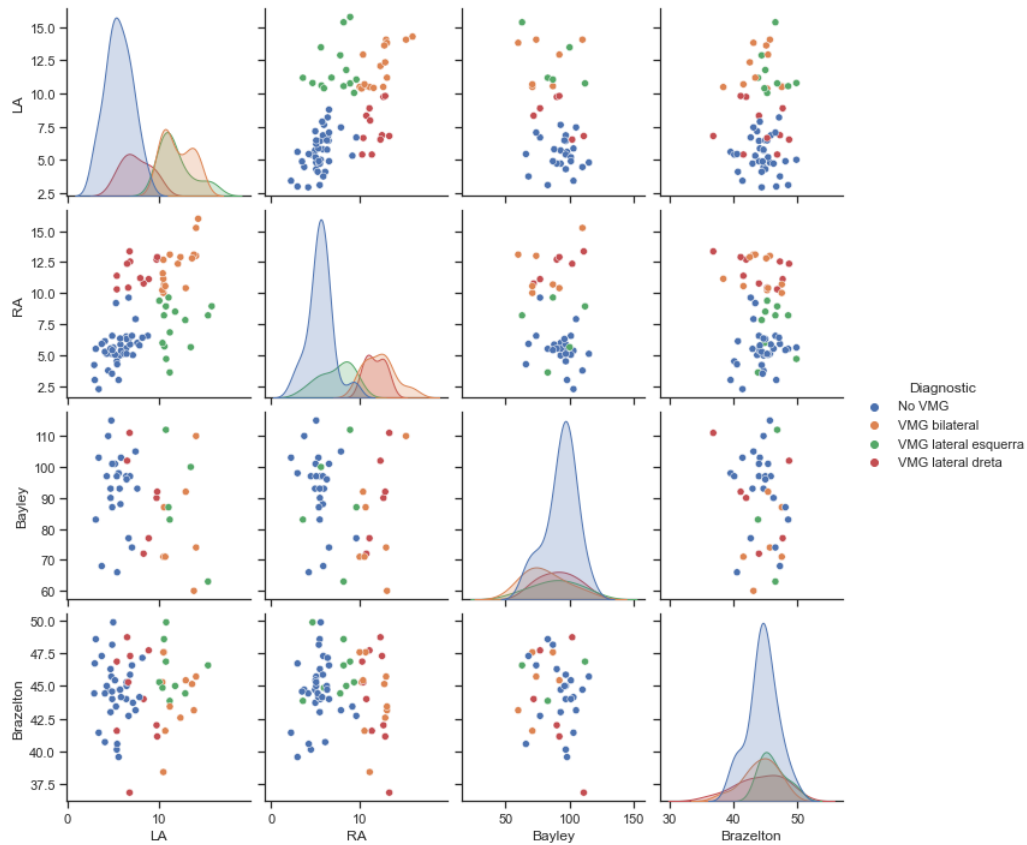 15.0
12.5
10.0
7.5
5.0
2.5
LA
15.0
12.5
10.0
7.5
5.0
2.5
RA
Diagnostic
No VMG
VMG bilateral
VMG lateral esquerra
VMG lateral dreta
110
100
90
80
70
60
Bayley
50.0
47.5
45.0
42.5
40.0
37.5
Brazelton
0 10
0 10
50 100 150
30 40 50
LA
RA
Bayley
Brazelton